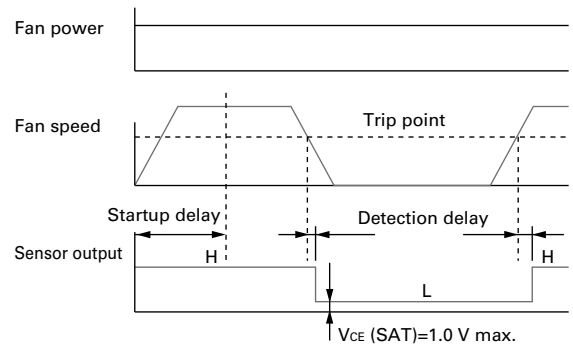 Fan power
Fan speed
Trip point
Startup delay
Detection delay
Sensor output
H
H
L
VCE (SAT)=1.0 V max.